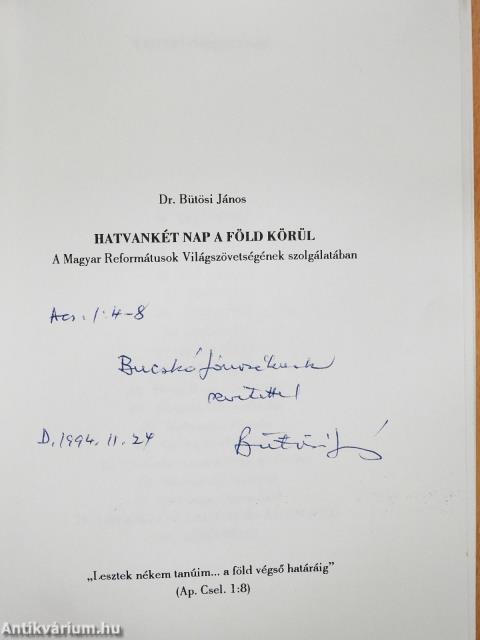 Dr. Bütösi János
HATVANKÉT NAP A FÖLD KÖRÜL
A Magyar Reformátusok Világszövetségének szolgálatában
Acs. 1:4-8
Bucskó Jánoséknak
szeretettel
D. 1994. 11. 24
Bütösi J
„Lesztek nékem tanúim... a föld végső határáig”
(Ap. Csel. 1:8)
Antikvárium.hu